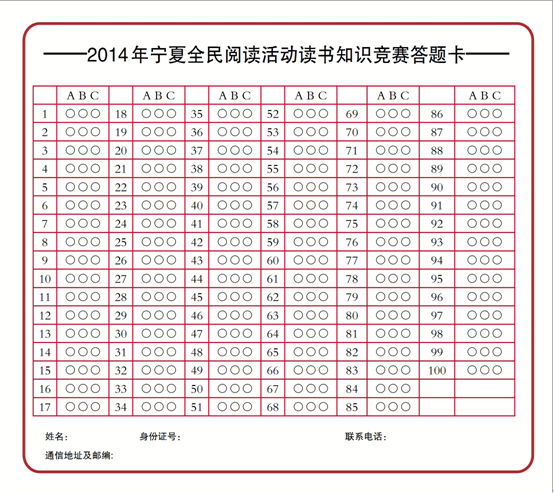 2014年宁夏全民阅读活动读书知识竞赛答题卡
A B C A B C A B C A B C A B C A B C
1 ○○○ 18 ○○○ 35 ○○○ 52 ○○○ 69 ○○○ 86 ○○○
2 ○○○ 19 ○○○ 36 ○○○ 53 ○○○ 70 ○○○ 87 ○○○
3 ○○○ 20 ○○○ 37 ○○○ 54 ○○○ 71 ○○○ 88 ○○○
4 ○○○ 21 ○○○ 38 ○○○ 55 ○○○ 72 ○○○ 89 ○○○
5 ○○○ 22 ○○○ 39 ○○○ 56 ○○○ 73 ○○○ 90 ○○○
6 ○○○ 23 ○○○ 40 ○○○ 57 ○○○ 74 ○○○ 91 ○○○
7 ○○○ 24 ○○○ 41 ○○○ 58 ○○○ 75 ○○○ 92 ○○○
8 ○○○ 25 ○○○ 42 ○○○ 59 ○○○ 76 ○○○ 93 ○○○
9 ○○○ 26 ○○○ 43 ○○○ 60 ○○○ 77 ○○○ 94 ○○○
10 ○○○ 27 ○○○ 44 ○○○ 61 ○○○ 78 ○○○ 95 ○○○
11 ○○○ 28 ○○○ 45 ○○○ 62 ○○○ 79 ○○○ 96 ○○○
12 ○○○ 29 ○○○ 46 ○○○ 63 ○○○ 80 ○○○ 97 ○○○
13 ○○○ 30 ○○○ 47 ○○○ 64 ○○○ 81 ○○○ 98 ○○○
14 ○○○ 31 ○○○ 48 ○○○ 65 ○○○ 82 ○○○ 99 ○○○
15 ○○○ 32 ○○○ 49 ○○○ 66 ○○○ 83 ○○○ 100 ○○○
16 ○○○ 33 ○○○ 50 ○○○ 67 ○○○ 84 ○○○
17 ○○○ 34 ○○○ 51 ○○○ 68 ○○○ 85 ○○○
姓名: 身份证号: 联系电话:
通信地址及邮编: